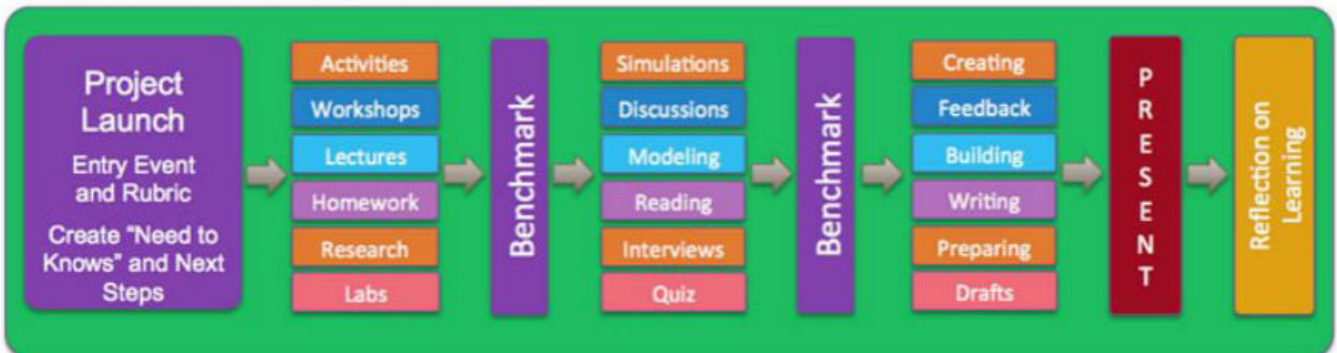 Project
Launch
Entry Event
and Rubric
Create "Need to
Knows" and Next
Steps
Activities
Workshops
Lectures
Homework
Research
Labs
Benchmark
Simulations
Discussions
Modeling
Reading
Interviews
Quiz
Benchmark
Creating
Feedback
Building
Writing
Preparing
Drafts
PRESENT
Reflection on
Learning